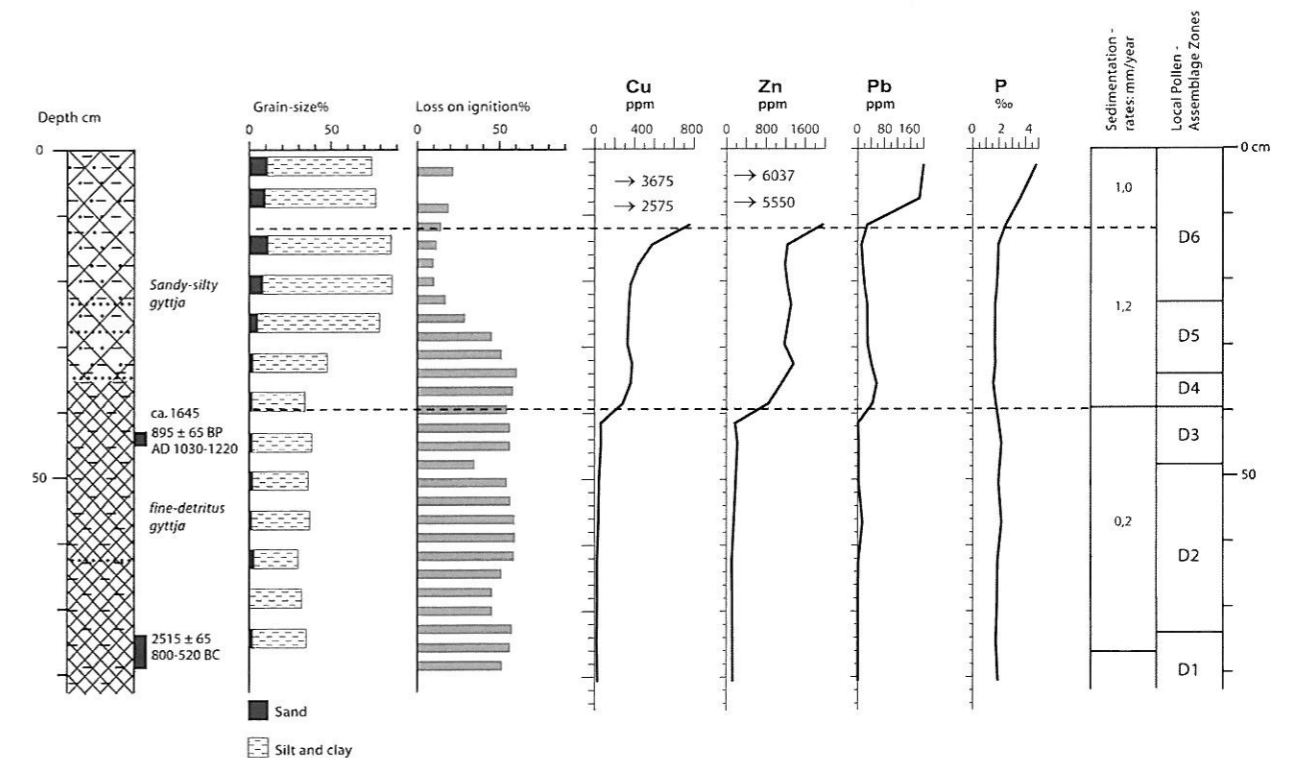 Depth cm
0
50
Sandy-silty
gyttja
ca. 1645
895 ± 65 BP
AD 1030-1220
fine-detritus
gyttja
2515 ± 65
800-520 BC
Grain-size%
0 50
Sand
Silt and clay
Loss on ignition%
0 50
Cu
ppm
0 400 800
→ 3675
→ 2575
Zn
ppm
0 800 1600
→ 6037
→ 5550
Pb
ppm
0 80 160
P
‰
0 2 4
Sedimentation -
rates: mm/year
1,0
1,2
0,2
Local Pollen -
Assemblage Zones
D6
D5
D4
D3
D2
D1
0 cm
50